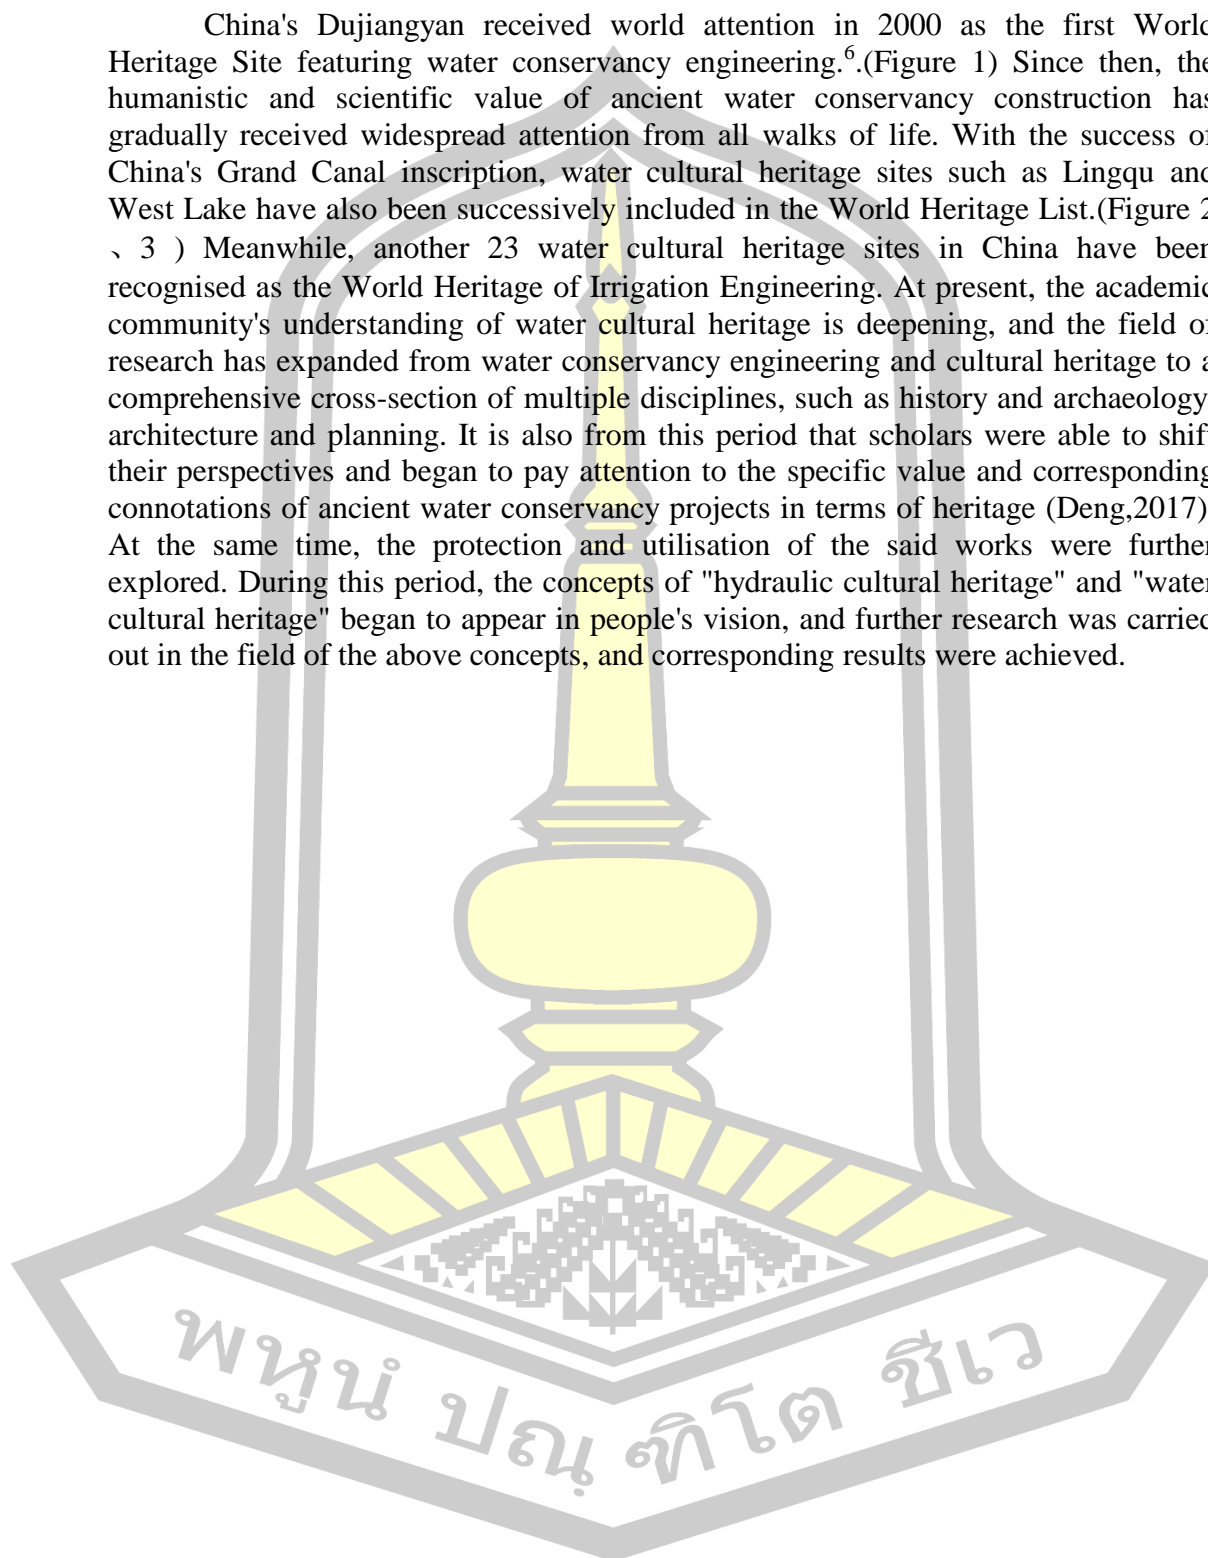 China's Dujiangyan received world attention in 2000 as the first World
Heritage Site featuring water conservancy engineering.⁶.(Figure 1) Since then, the
humanistic and scientific value of ancient water conservancy construction has
gradually received widespread attention from all walks of life. With the success of
China's Grand Canal inscription, water cultural heritage sites such as Lingqu and
West Lake have also been successively included in the World Heritage List.(Figure 2
、3 ) Meanwhile, another 23 water cultural heritage sites in China have been
recognised as the World Heritage of Irrigation Engineering. At present, the academic
community's understanding of water cultural heritage is deepening, and the field of
research has expanded from water conservancy engineering and cultural heritage to a
comprehensive cross-section of multiple disciplines, such as history and archaeology,
architecture and planning. It is also from this period that scholars were able to shift
their perspectives and began to pay attention to the specific value and corresponding
connotations of ancient water conservancy projects in terms of heritage (Deng,2017)
At the same time, the protection and utilisation of the said works were further
explored. During this period, the concepts of "hydraulic cultural heritage" and "water
cultural heritage" began to appear in people's vision, and further research was carried
out in the field of the above concepts, and corresponding results were achieved.
พหูนํ ปณฺฑิโต ชีเว